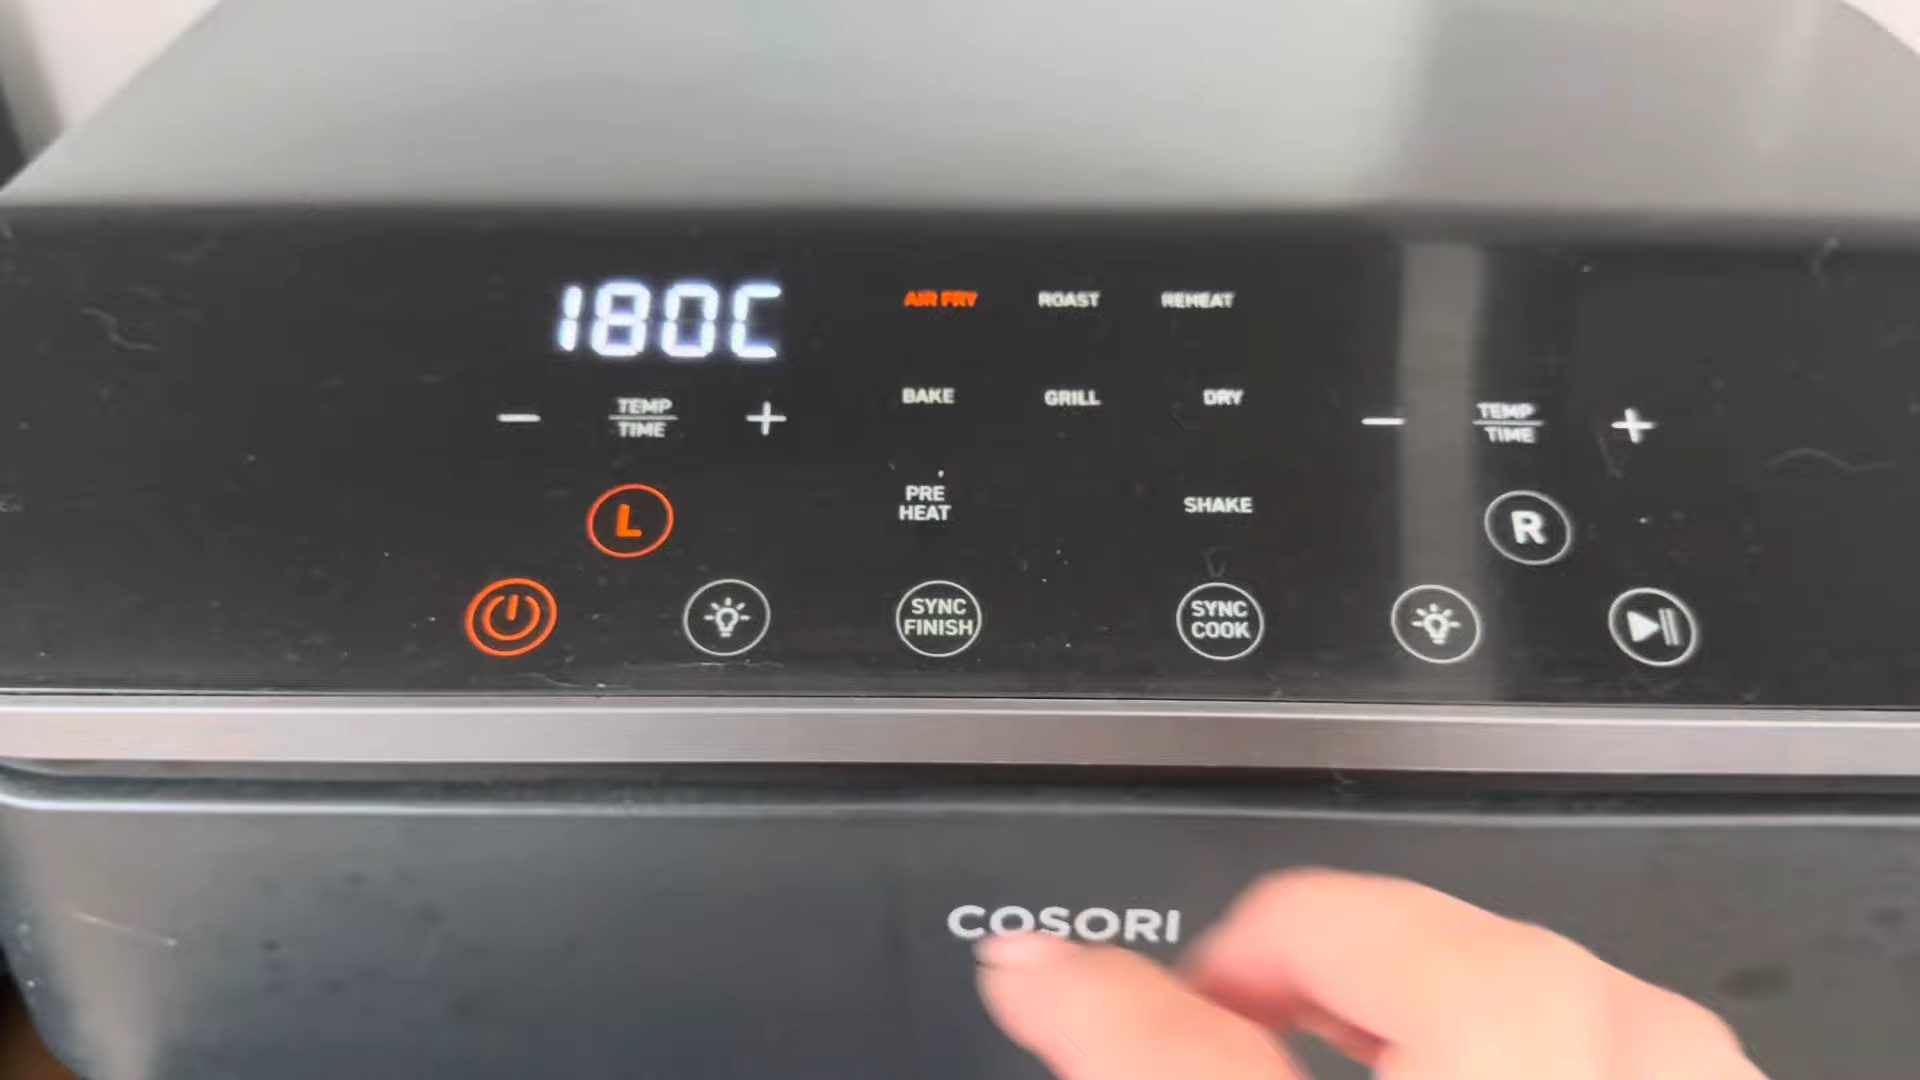 180C
AIR FRY ROAST REHEAT
BAKE GRILL DRY
− TEMP + 
TIME
− TEMP +
TIME
PRE
HEAT
SHAKE
L
R
SYNC
FINISH
SYNC
COOK
COSORI